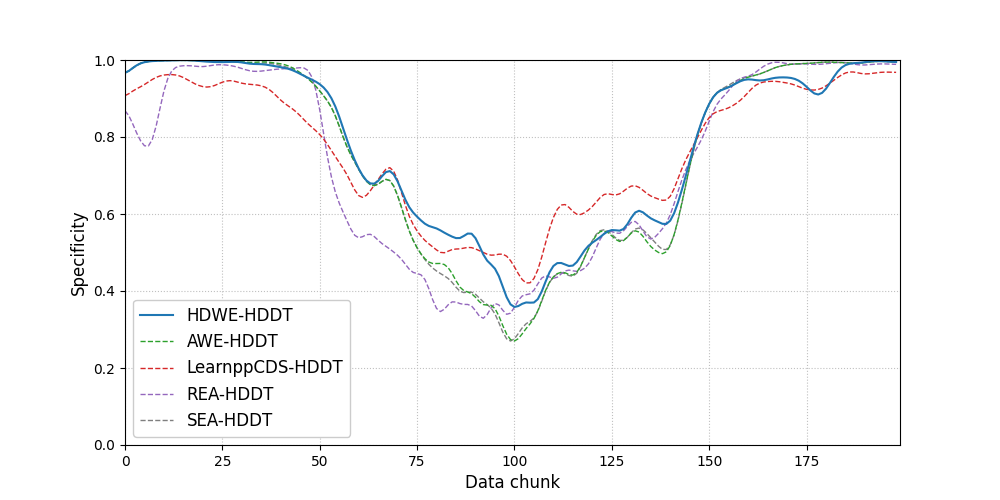 1.0
0.8
0.6
0.4
0.2
0.0
Specificity
HDWE-HDDT
AWE-HDDT
LearnppCDS-HDDT
REA-HDDT
SEA-HDDT
0 25 50 75 100 125 150 175
Data chunk